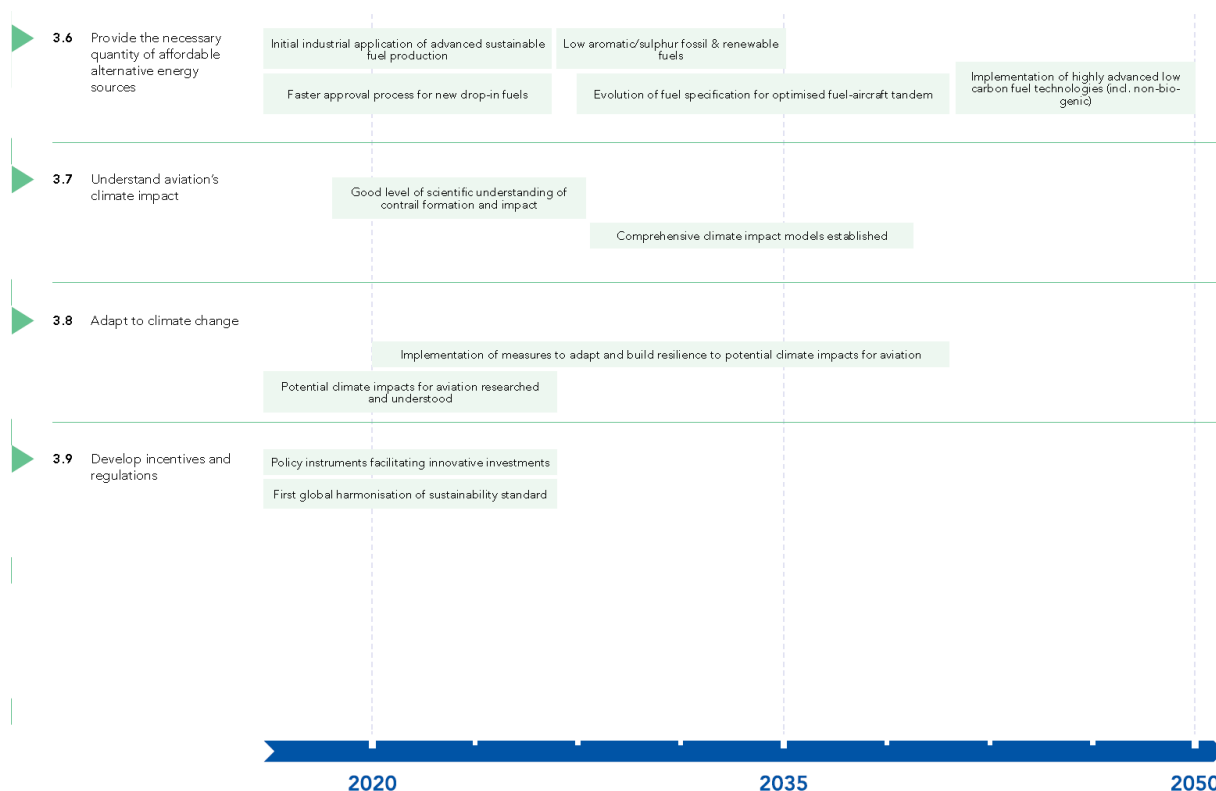 3.6 Provide the necessary
quantity of affordable
alternative energy
sources
Initial industrial application of advanced sustainable
fuel production
Low aromatic/sulphur fossil & renewable
fuels
Faster approval process for new drop-in fuels
Evolution of fuel specification for optimised fuel-aircraft tandem
Implementation of highly advanced low
carbon fuel technologies (incl. non-bio-
genic)
3.7 Understand aviation's
climate impact
Good level of scientific understanding of
contrail formation and impact
Comprehensive climate impact models established
3.8 Adapt to climate change
Implementation of measures to adapt and build resilience to potential climate impacts for aviation
Potential climate impacts for aviation researched
and understood
3.9 Develop incentives and
regulations
Policy instruments facilitating innovative investments
First global harmonisation of sustainability standard
2020 2035 2050